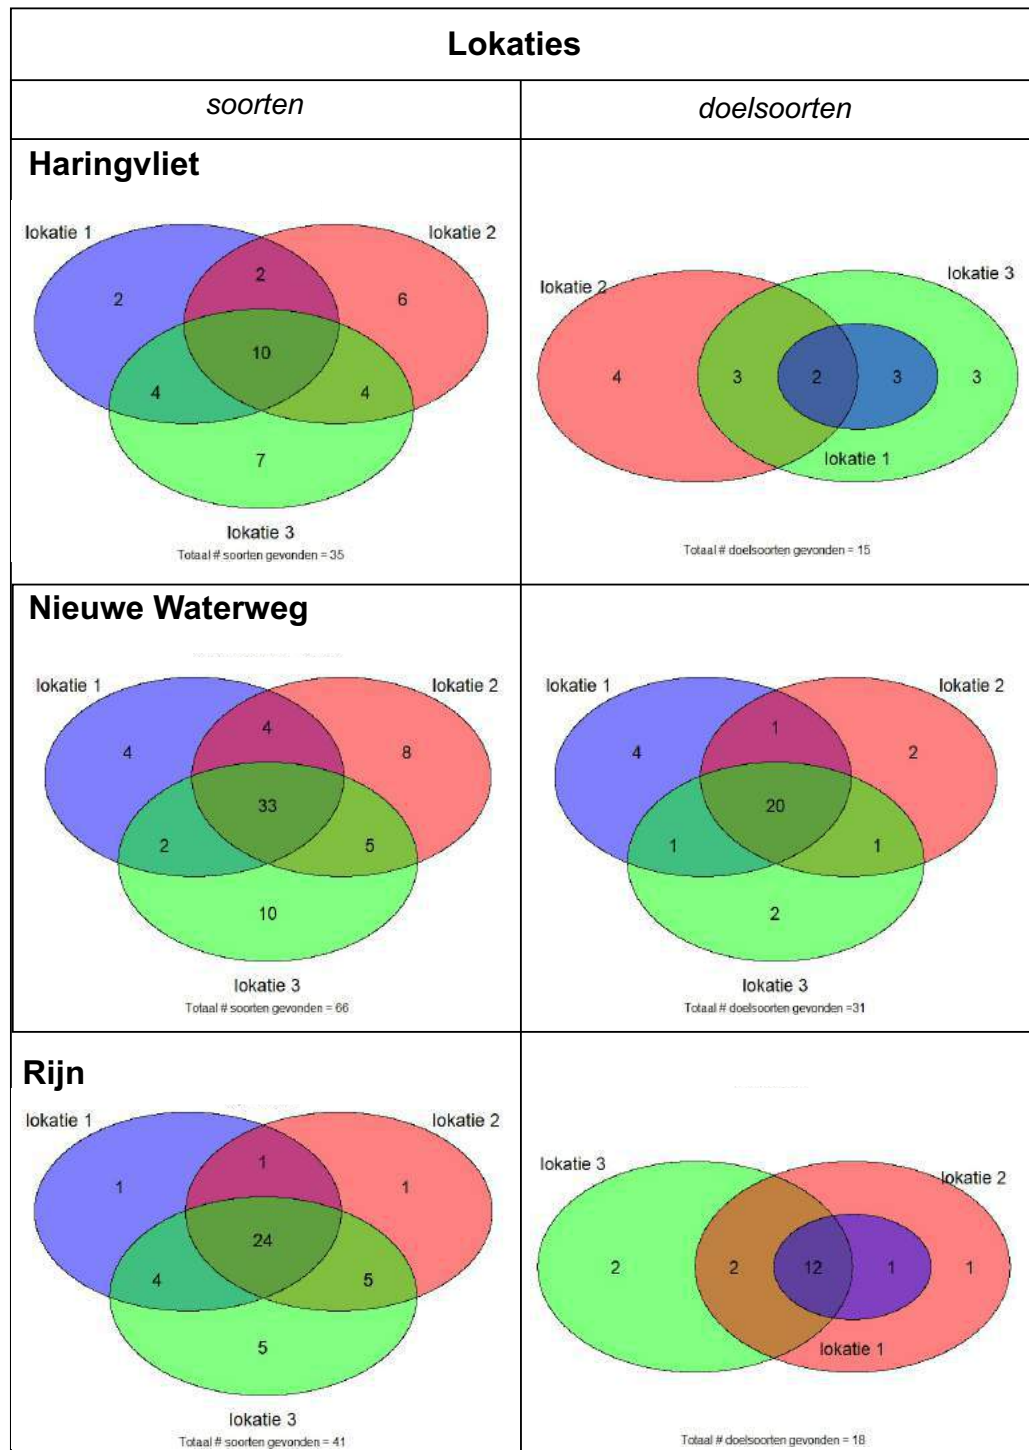 Lokaties
soorten
doelsoorten
Haringvliet
lokatie 1
lokatie 2
2
2
6
10
4
4
7
lokatie 3
Totaal # soorten gevonden = 35
lokatie 2
lokatie 3
4
3
2
3
3
lokatie 1
Totaal # doelsoorten gevonden = 15
Nieuwe Waterweg
lokatie 1
lokatie 2
4
4
8
33
2
5
10
lokatie 3
Totaal # soorten gevonden = 66
lokatie 1
lokatie 2
4
1
2
20
1
1
2
lokatie 3
Totaal # doelsoorten gevonden =31
Rijn
lokatie 1
lokatie 2
1
1
1
24
4
5
5
lokatie 3
Totaal # soorten gevonden = 41
lokatie 3
lokatie 2
2
2
12
1
1
lokatie 1
Totaal # doelsoorten gevonden = 18